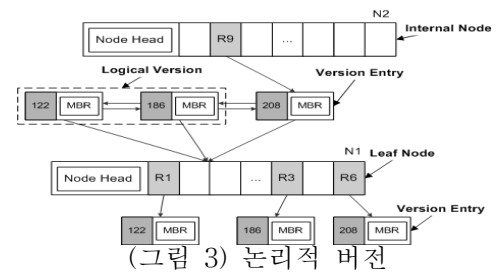 N2
Node Head R9 ... Internal Node
Logical Version Version Entry
122 MBR 186 MBR 208 MBR
N1 Leaf Node
Node Head R1 ... R3 R6
Version Entry
122 MBR 186 MBR 208 MBR
(그림 3) 논리적 버전